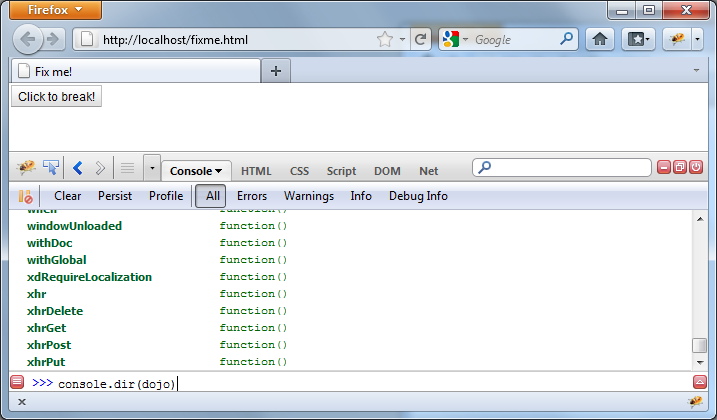 Firefox
http://localhost/fixme.html
Google
Fix me!
Click to break!
Console HTML CSS Script DOM Net
Clear Persist Profile All Errors Warnings Info Debug Info
when function()
windowUnloaded function()
withDoc function()
withGlobal function()
xdRequireLocalization function()
xhr function()
xhrDelete function()
xhrGet function()
xhrPost function()
xhrPut function()
>>> console.dir(dojo)